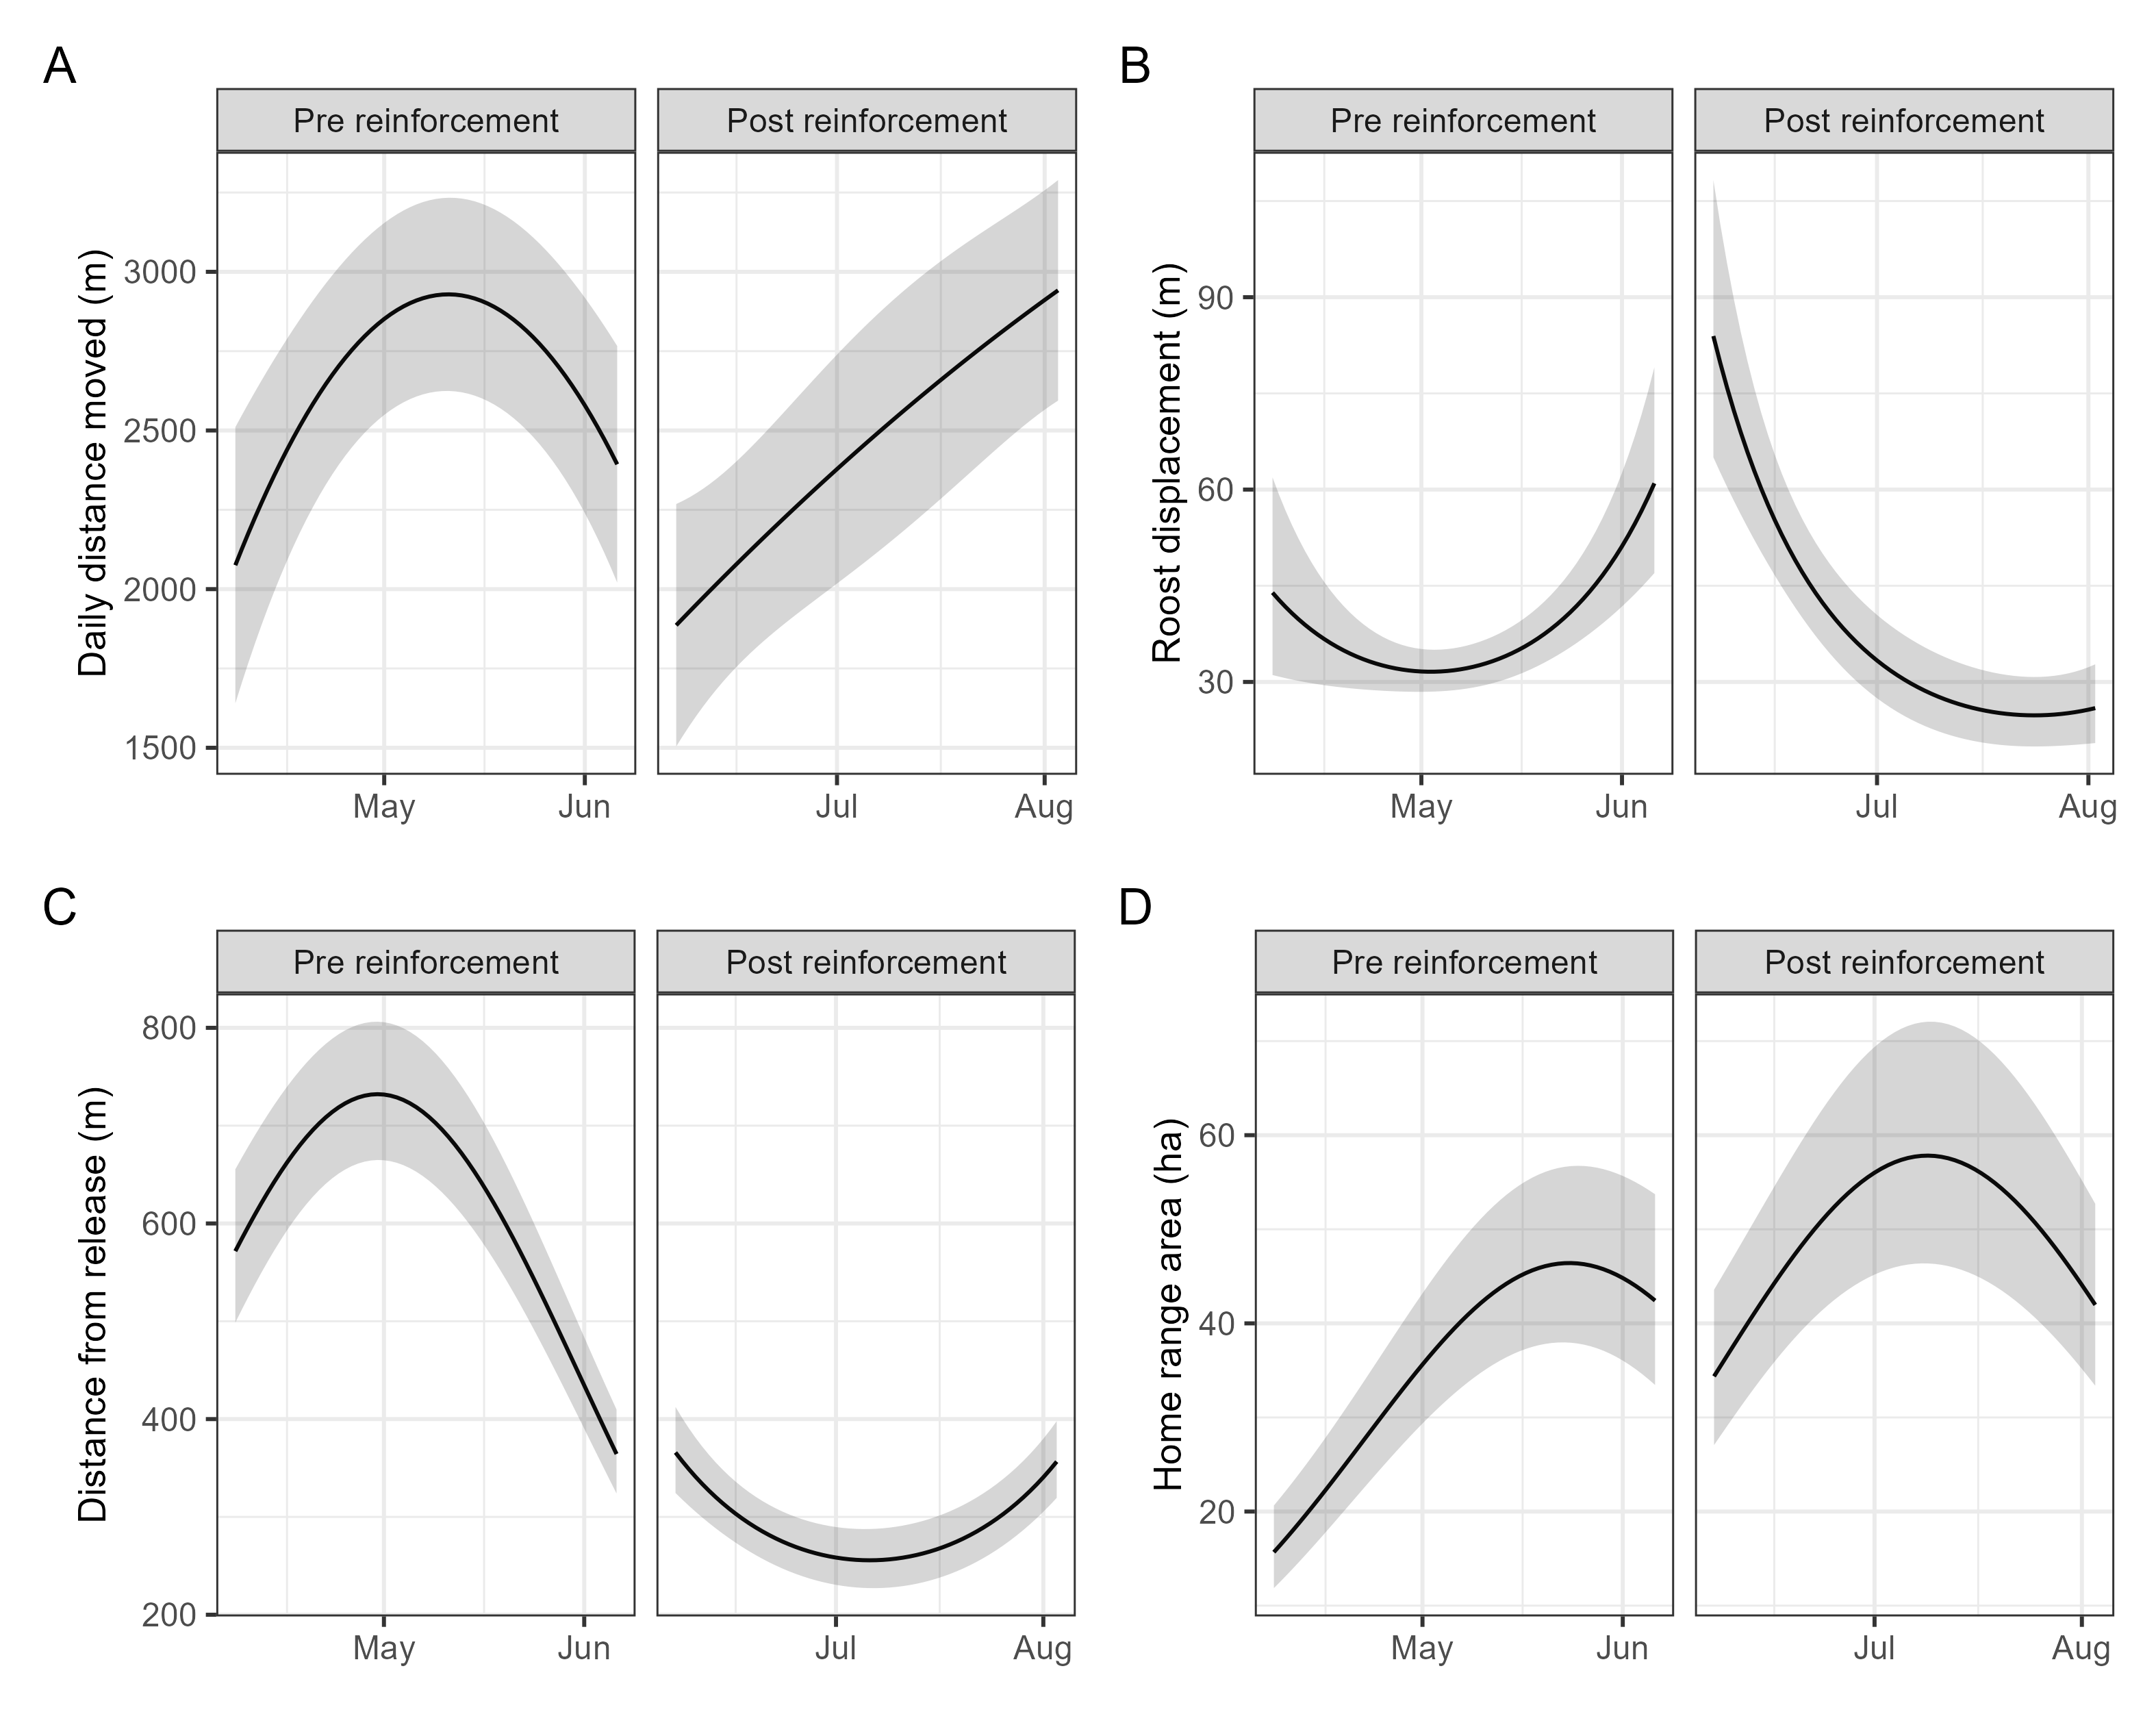 A
Pre reinforcement
Post reinforcement
Daily distance moved (m)
3000
2500
2000
1500
May
Jun
Jul
Aug
B
Pre reinforcement
Post reinforcement
Roost displacement (m)
90
60
30
May
Jun
Jul
Aug
C
Pre reinforcement
Post reinforcement
Distance from release (m)
800
600
400
200
May
Jun
Jul
Aug
D
Pre reinforcement
Post reinforcement
Home range area (ha)
60
40
20
May
Jun
Jul
Aug